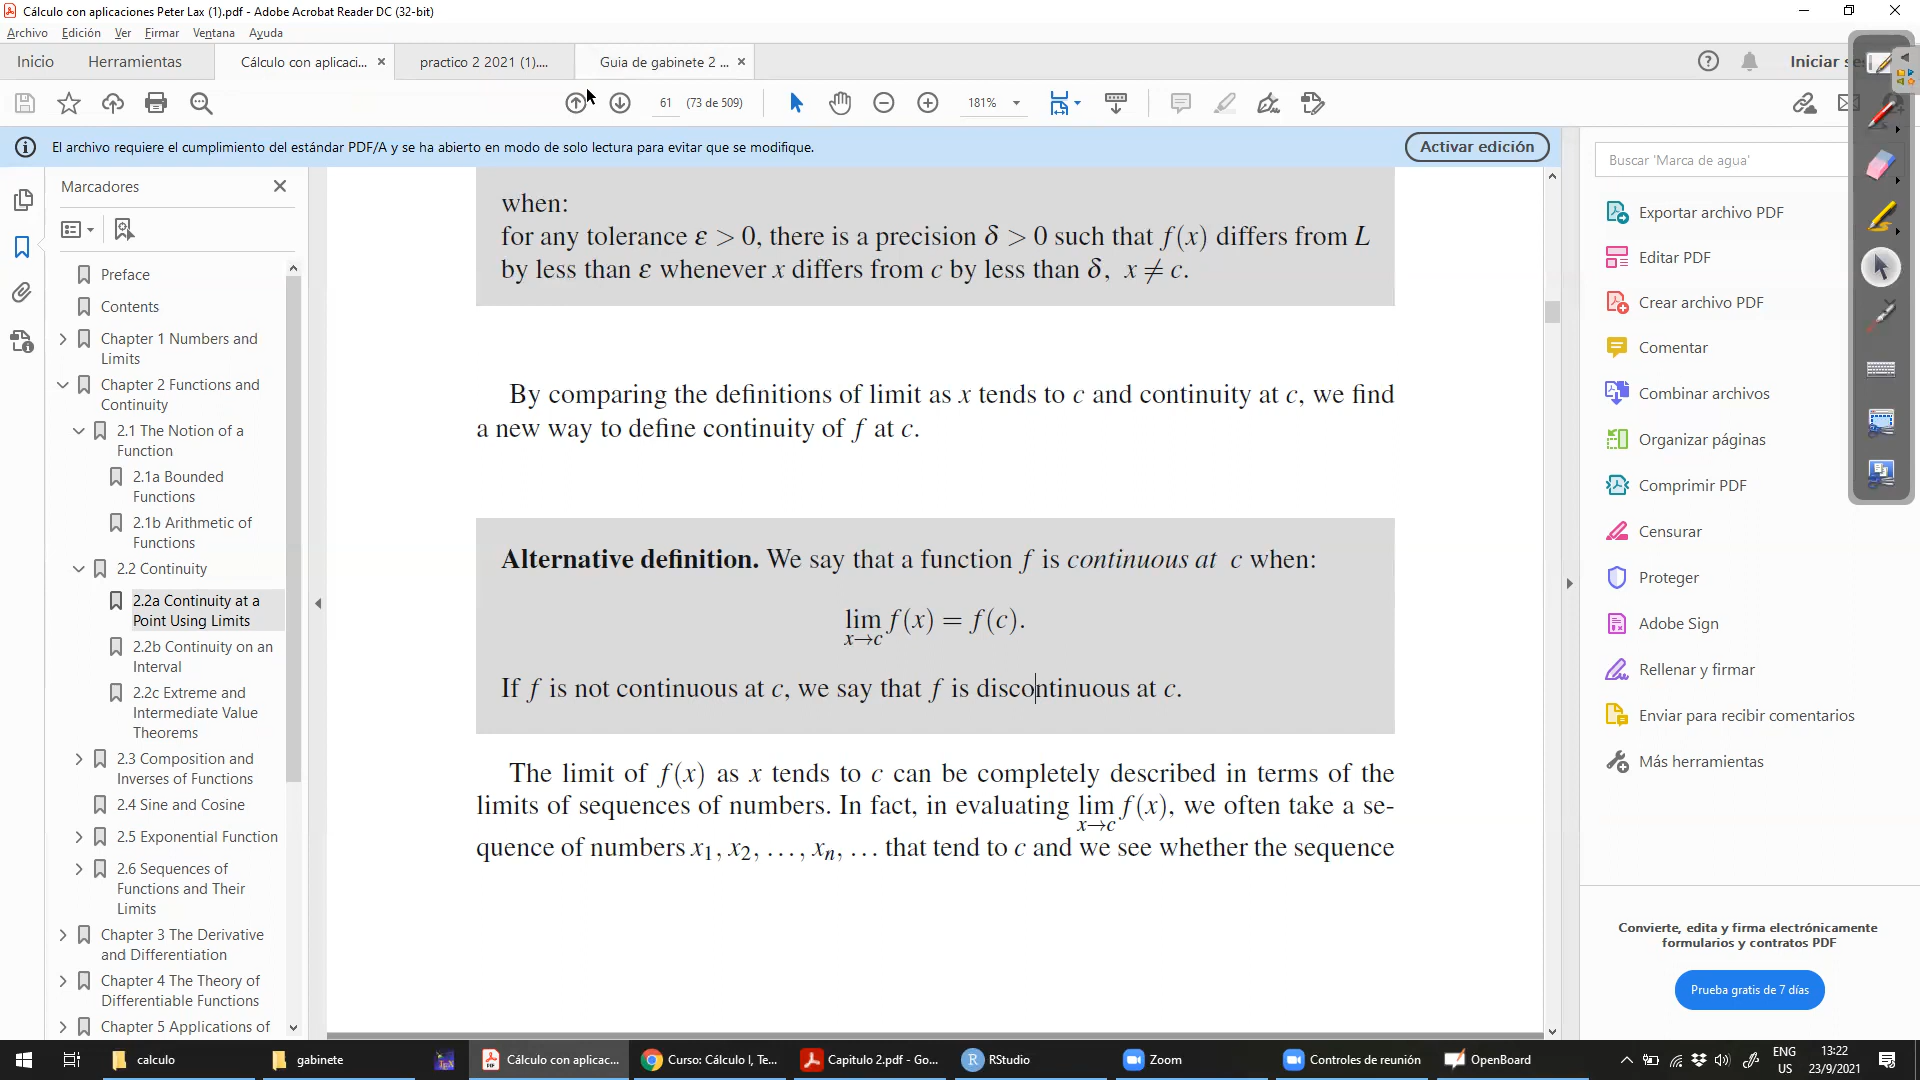 Cálculo con aplicaciones Peter Lax (1).pdf - Adobe Acrobat Reader DC (32-bit)
Archivo Edición Ver Firmar Ventana Ayuda
Inicio Herramientas Cálculo con aplicaci... × practico 2 2021 (1).... Guia de gabinete 2 ... × Iniciar se
61 (73 de 509) 181%
El archivo requiere el cumplimiento del estándar PDF/A y se ha abierto en modo de solo lectura para evitar que se modifique. Activar edición
Marcadores
Preface
Contents
Chapter 1 Numbers and
Limits
Chapter 2 Functions and
Continuity
2.1 The Notion of a
Function
2.1a Bounded
Functions
2.1b Arithmetic of
Functions
2.2 Continuity
2.2a Continuity at a
Point Using Limits
2.2b Continuity on an
Interval
2.2c Extreme and
Intermediate Value
Theorems
2.3 Composition and
Inverses of Functions
2.4 Sine and Cosine
2.5 Exponential Function
2.6 Sequences of
Functions and Their
Limits
Chapter 3 The Derivative
and Differentiation
Chapter 4 The Theory of
Differentiable Functions
Chapter 5 Applications of
when:
for any tolerance ε > 0, there is a precision δ > 0 such that f(x) differs from L
by less than ε whenever x differs from c by less than δ, x ≠ c.
By comparing the definitions of limit as x tends to c and continuity at c, we find
a new way to define continuity of f at c.
Alternative definition. We say that a function f is continuous at c when:
lim f(x) = f(c).
x→c
If f is not continuous at c, we say that f is discontinuous at c.
The limit of f(x) as x tends to c can be completely described in terms of the
limits of sequences of numbers. In fact, in evaluating lim f(x), we often take a se-
x→c
quence of numbers x1, x2, ..., xn, ... that tend to c and we see whether the sequence
Buscar 'Marca de agua'
Exportar archivo PDF
Editar PDF
Crear archivo PDF
Comentar
Combinar archivos
Organizar páginas
Comprimir PDF
Censurar
Proteger
Adobe Sign
Rellenar y firmar
Enviar para recibir comentarios
Más herramientas
Convierte, edita y firma electrónicamente
formularios y contratos PDF
Prueba gratis de 7 días
calculo gabinete Cálculo con aplicac... Curso: Cálculo I, Te... Capitulo 2.pdf - Go... RStudio Zoom Controles de reunión OpenBoard
ENG
US
13:22
23/9/2021